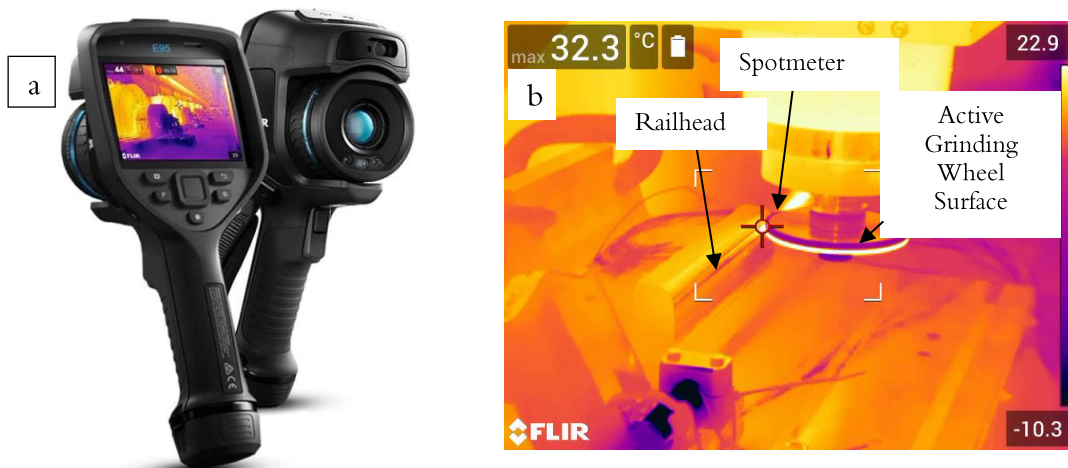 a
E95
FLIR
b
max 32.3 °C
22.9
Spotmeter
Railhead
Active
Grinding
Wheel
Surface
FLIR
-10.3